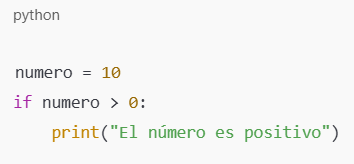 python
numero = 10
if numero > 0:
    print("El número es positivo")